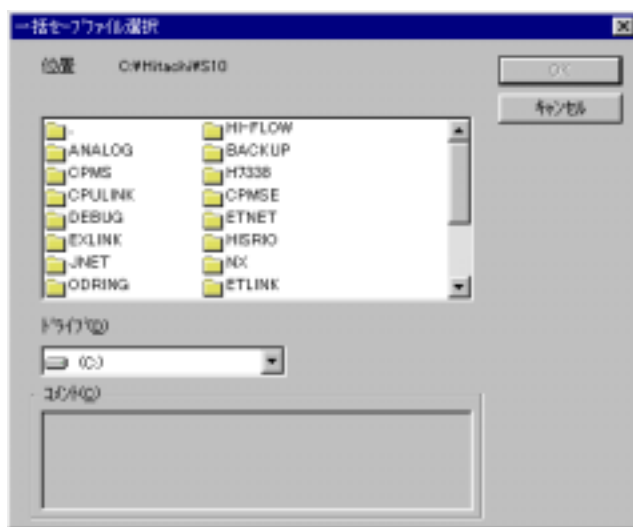 一括セーブファイル選択
位置 C:¥Hitachi¥S10
OK
キャンセル
. HI-FLOW
ANALOG BACKUP
CPMS H7338
CPULINK CPMSE
DEBUG ETNET
EXLINK HISRIO
JNET NX
ODRING ETLINK
ドライブ(D)
(C:)
コメント(C)